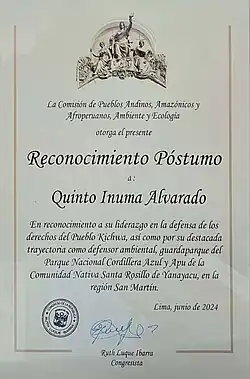 La Comisión de Pueblos Andinos, Amazónicos y
Afroperuanos, Ambiente y Ecología
otorga el presente
Reconocimiento Póstumo
a:
Quinto Inuma Alvarado
En reconocimiento a su liderazgo en la defensa de los
derechos del Pueblo Kichwa, así como por su destacada
trayectoria como defensor ambiental, guardaparque del
Parque Nacional Cordillera Azul y Apu de la
Comunidad Nativa Santa Rosillo de Yanayacu, en la
región San Martín.
Lima, junio de 2024
Ruth Luque Ibarra
Congresista